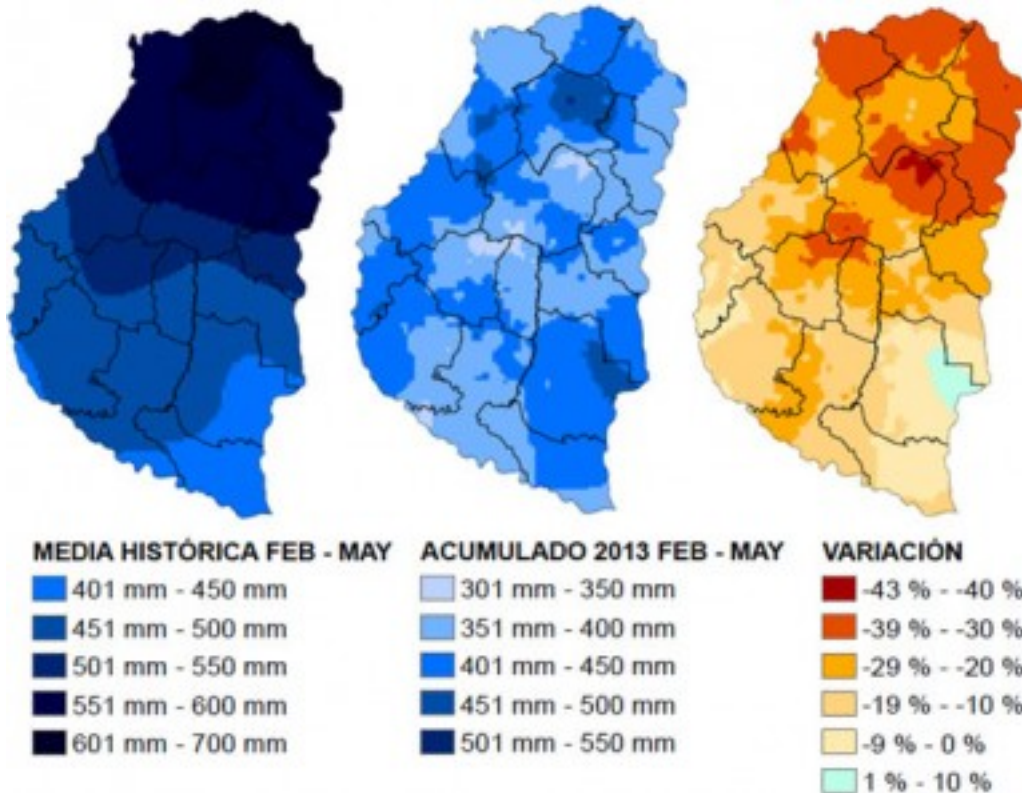 MEDIA HISTÓRICA FEB - MAY
401 mm - 450 mm
451 mm - 500 mm
501 mm - 550 mm
551 mm - 600 mm
601 mm - 700 mm
ACUMULADO 2013 FEB - MAY
301 mm - 350 mm
351 mm - 400 mm
401 mm - 450 mm
451 mm - 500 mm
501 mm - 550 mm
VARIACIÓN
-43 % - -40 %
-39 % - -30 %
-29 % - -20 %
-19 % - -10 %
-9 % - 0 %
1 % - 10 %